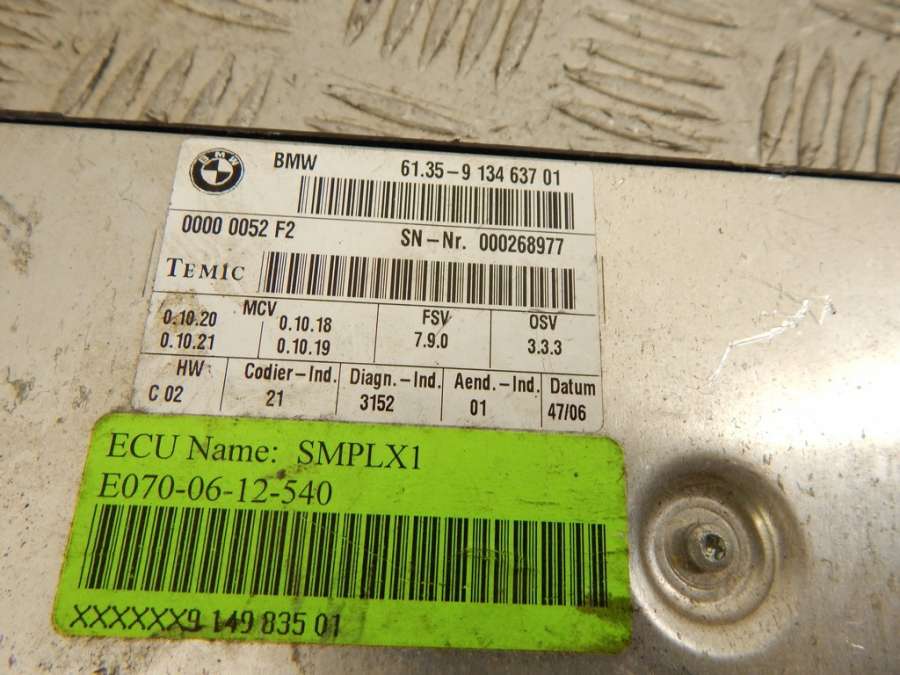 BMW
BMW 61.35-9 134 637 01
0000 0052 F2 SN-Nr. 000268977
TEMIC
MCV FSV OSV
0.10.20 0.10.18 7.9.0 3.3.3
0.10.21 0.10.19
HW Codier-Ind. Diagn.-Ind. Aend.-Ind. Datum
C 02 21 3152 01 47/06
ECU Name: SMPLX1
E070-06-12-540
XXXXXX9 149 835 01